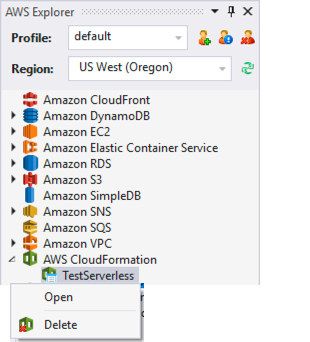 AWS Explorer
Profile: default
Region: US West (Oregon)
Amazon CloudFront
Amazon DynamoDB
Amazon EC2
Amazon Elastic Container Service
Amazon RDS
Amazon S3
Amazon SimpleDB
Amazon SNS
Amazon SQS
Amazon VPC
AWS CloudFormation
TestServerless
Open
Delete